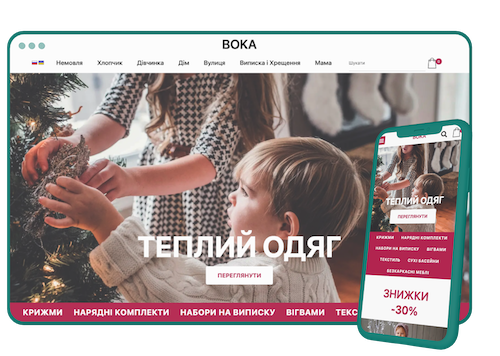 BOKA
Немовля Хлопчик Дівчинка Дім Вулиця Виписка і Хрещення Мама Шукати
ТЕПЛИЙ ОДЯГ
ПЕРЕГЛЯНУТИ
КРИЖМИ НАРЯДНІ КОМПЛЕКТИ НАБОРИ НА ВИПИСКУ ВІГВАМИ ТЕКС
BOKA
ТЕПЛИЙ ОДЯГ
ПЕРЕГЛЯНУТИ
КРИЖМИ НАРЯДНІ КОМПЛЕКТИ
НАБОРИ НА ВИПИСКУ ВІГВАМИ
ТЕКСТИЛЬ СУХІ БАСЕЙНИ
БЕЗКАРКАСНІ МЕБЛІ
ЗНИЖКИ
-30%